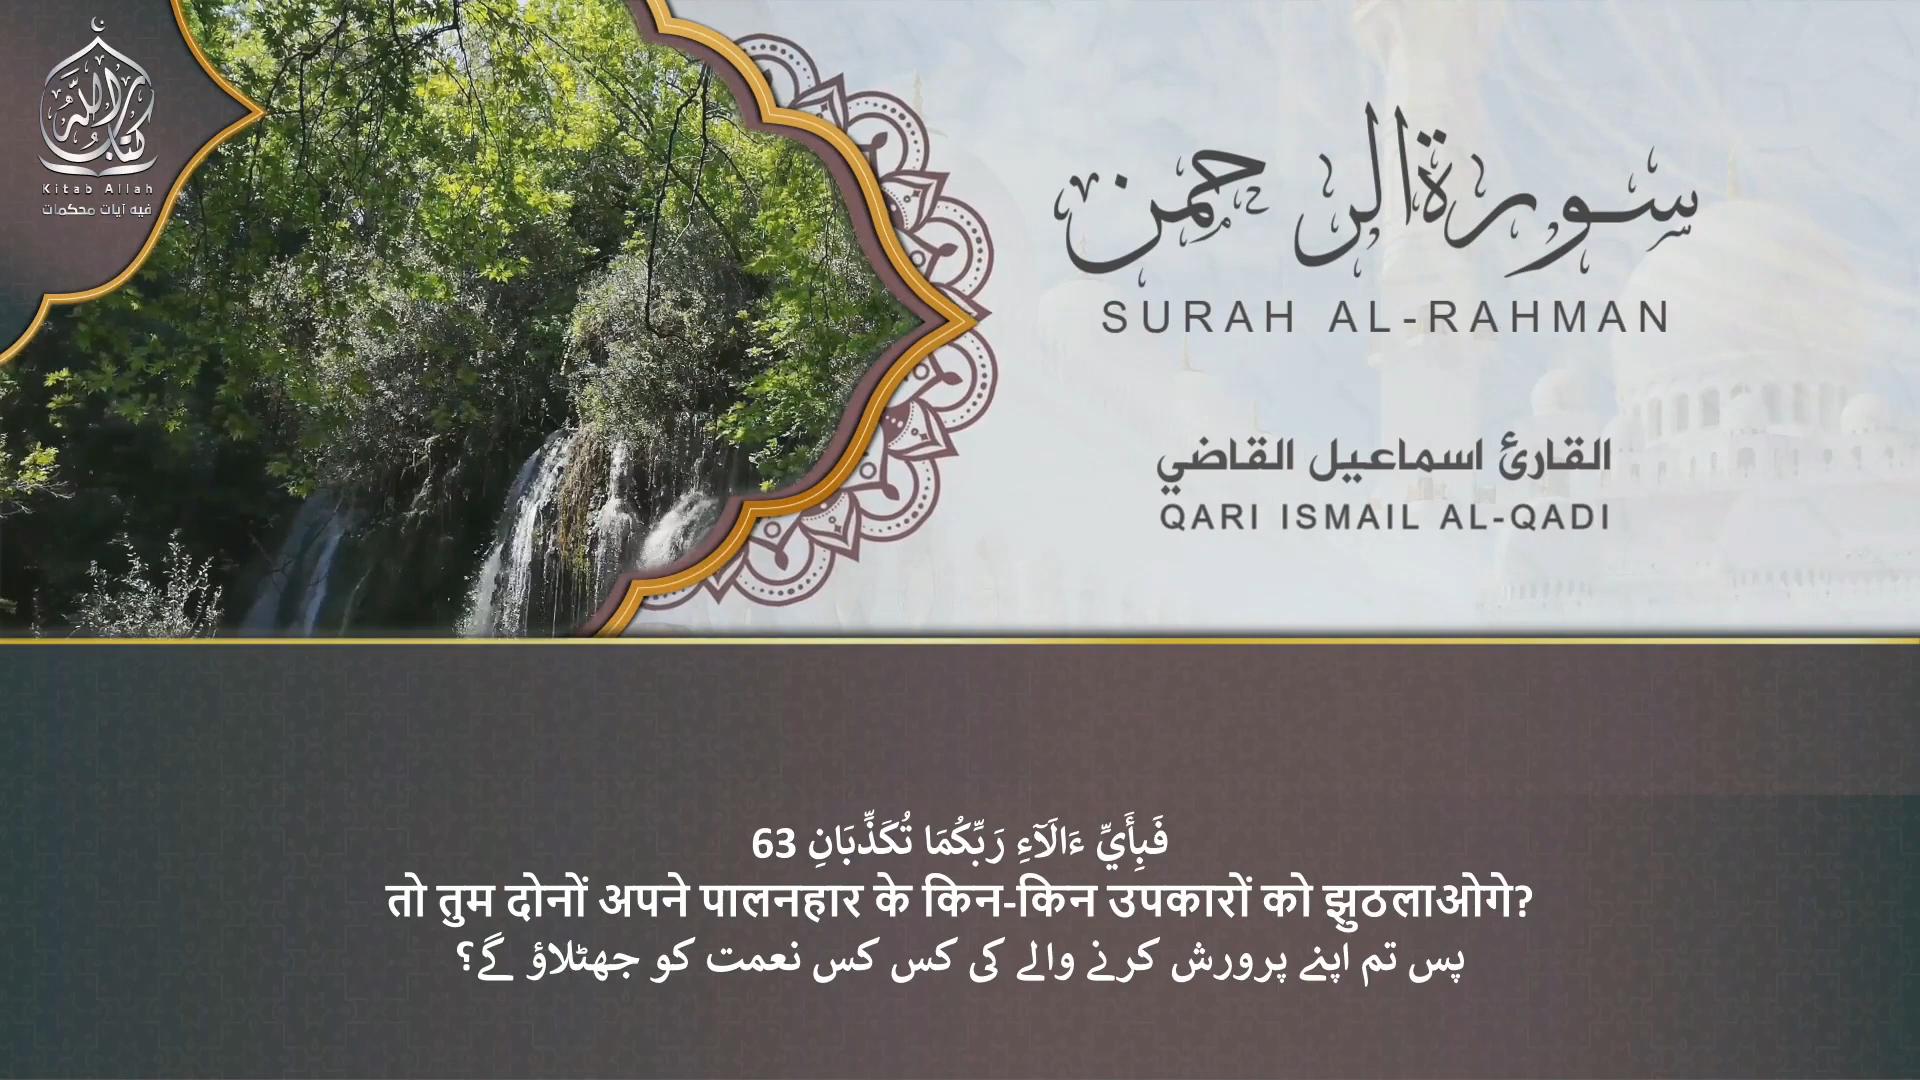 كتاب الله
Kitab Allah
فيه آيات محكمات
سورة الرحمن
SURAH AL-RAHMAN
القارئ اسماعيل القاضي
QARI ISMAIL AL-QADI
فَبِأَيِّ ءَالَآءِ رَبِّكُمَا تُكَذِّبَانِ 63
तो तुम दोनों अपने पालनहार के किन-किन उपकारों को झुठलाओगे?
پس تم اپنے پرورش کرنے والے کی کس کس نعمت کو جھٹلاؤ گے؟